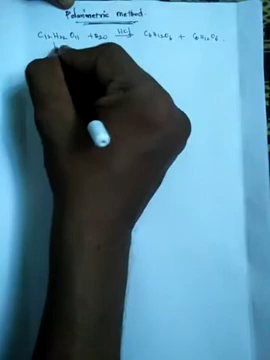 Polarimetric method.
C₁₂H₂₂O₁₁ + H₂O HCl C₆H₁₂O₆ + C₆H₁₂O₆.